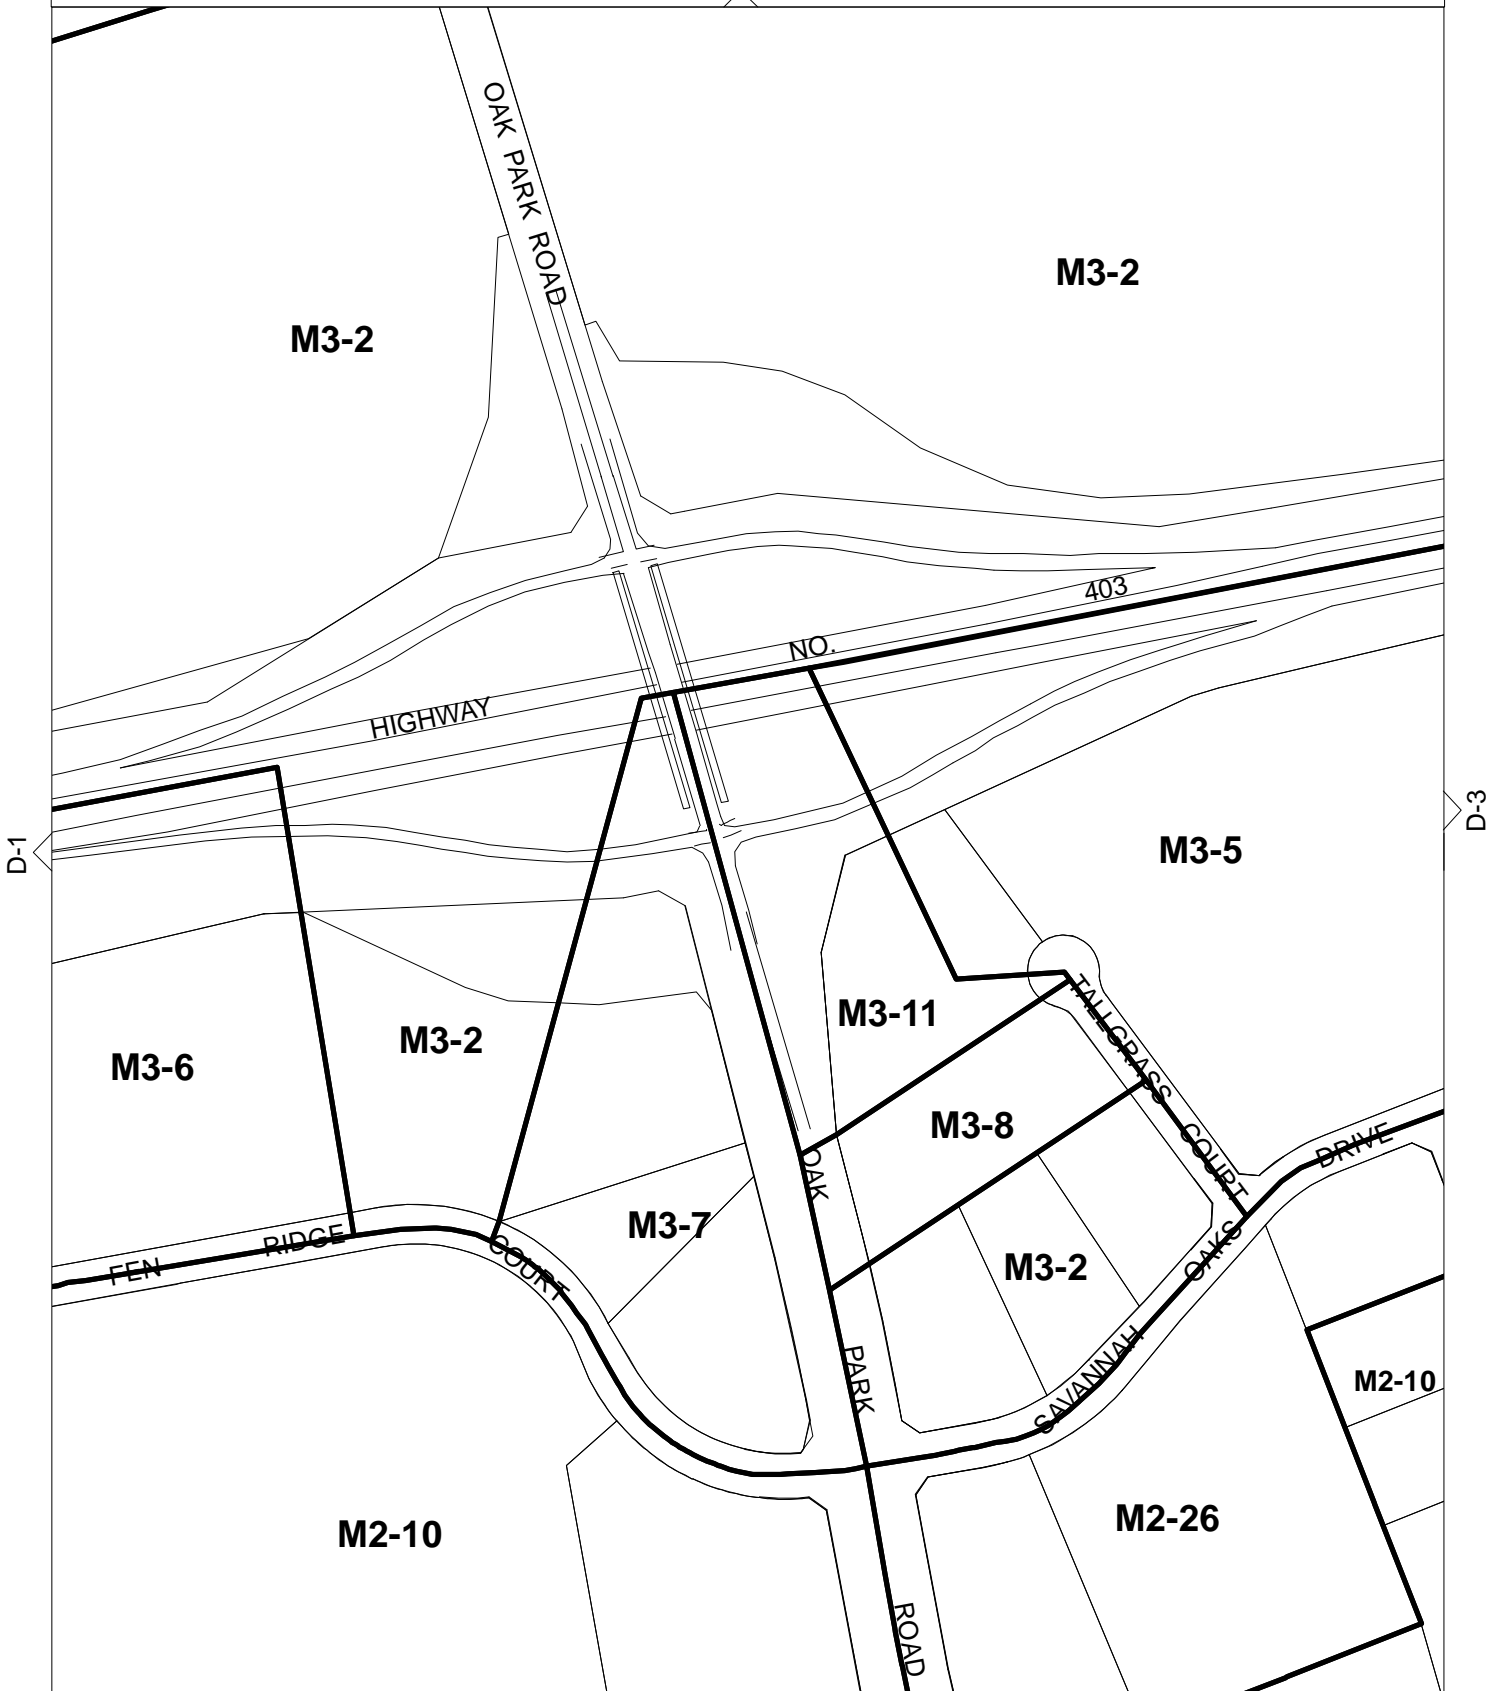 OAK PARK ROAD
M3-2
M3-2
403
NO.
HIGHWAY
D-1
D-3
M3-5
M3-11
M3-2
M3-6
TALLGRASS COURT
M3-8
DRIVE
OAK
M3-7
FEN RIDGE COURT
M3-2
OAKS
SAVANNAH
PARK
M2-10
M2-26
M2-10
ROAD